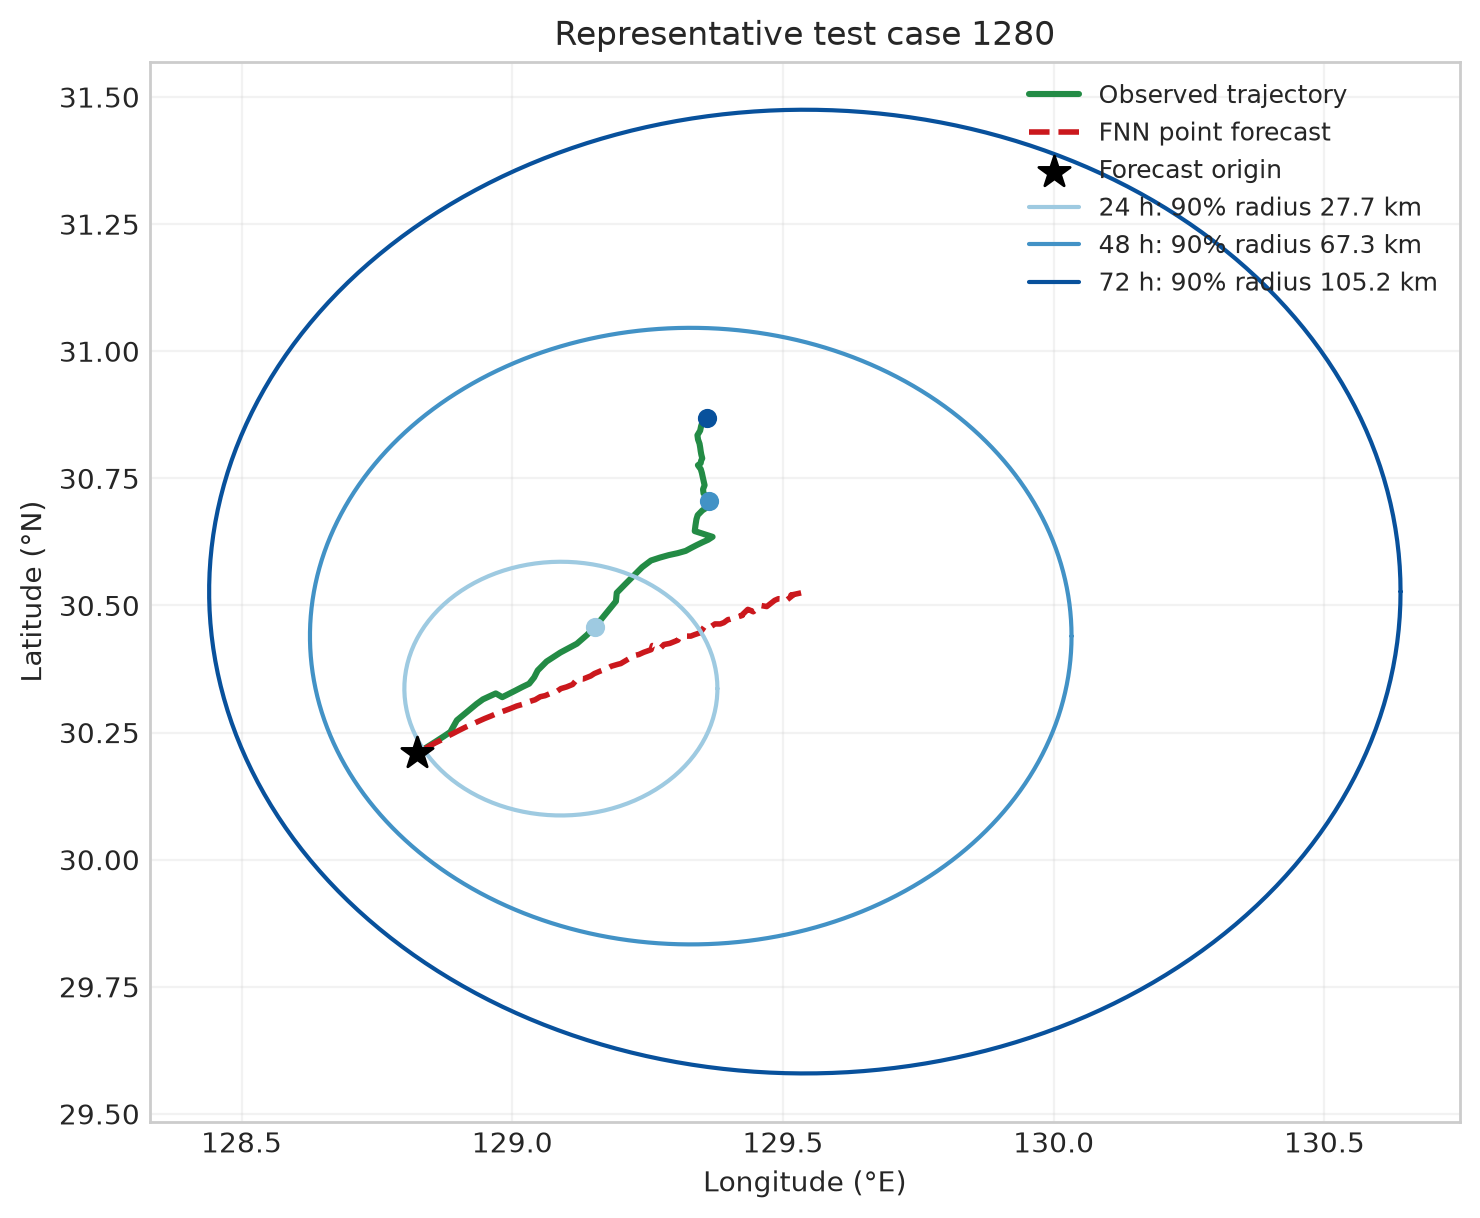 Representative test case 1280
Observed trajectory
FNN point forecast
Forecast origin
24 h: 90% radius 27.7 km
48 h: 90% radius 67.3 km
72 h: 90% radius 105.2 km
31.50
31.25
31.00
30.75
30.50
30.25
30.00
29.75
29.50
Latitude (°N)
128.5
129.0
129.5
130.0
130.5
Longitude (°E)